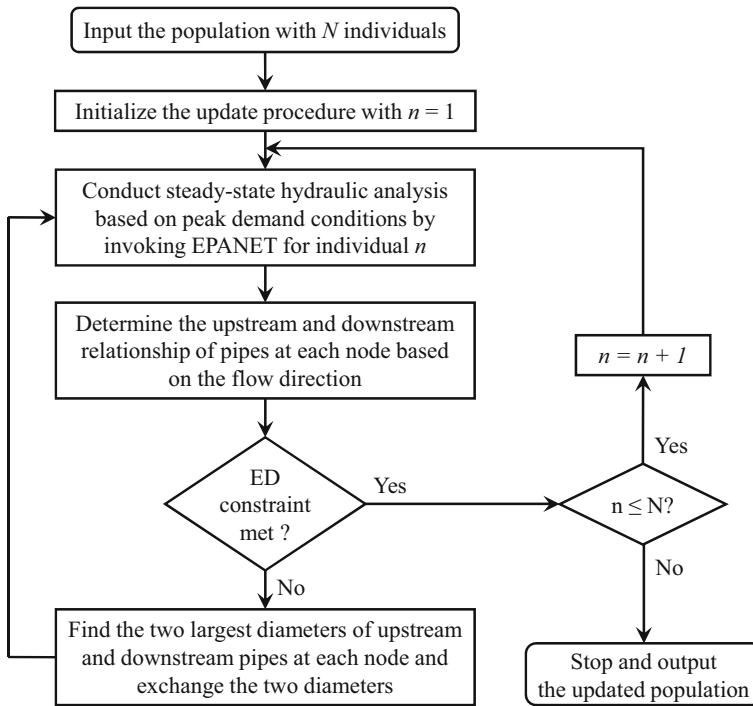 Input the population with N individuals
Initialize the update procedure with n = 1
Conduct steady-state hydraulic analysis
based on peak demand conditions by
invoking EPANET for individual n
Determine the upstream and downstream
relationship of pipes at each node based
on the flow direction
n = n + 1
Yes
ED
constraint
met ?
Yes
n ≤ N?
No
No
Find the two largest diameters of upstream
and downstream pipes at each node and
exchange the two diameters
Stop and output
the updated population